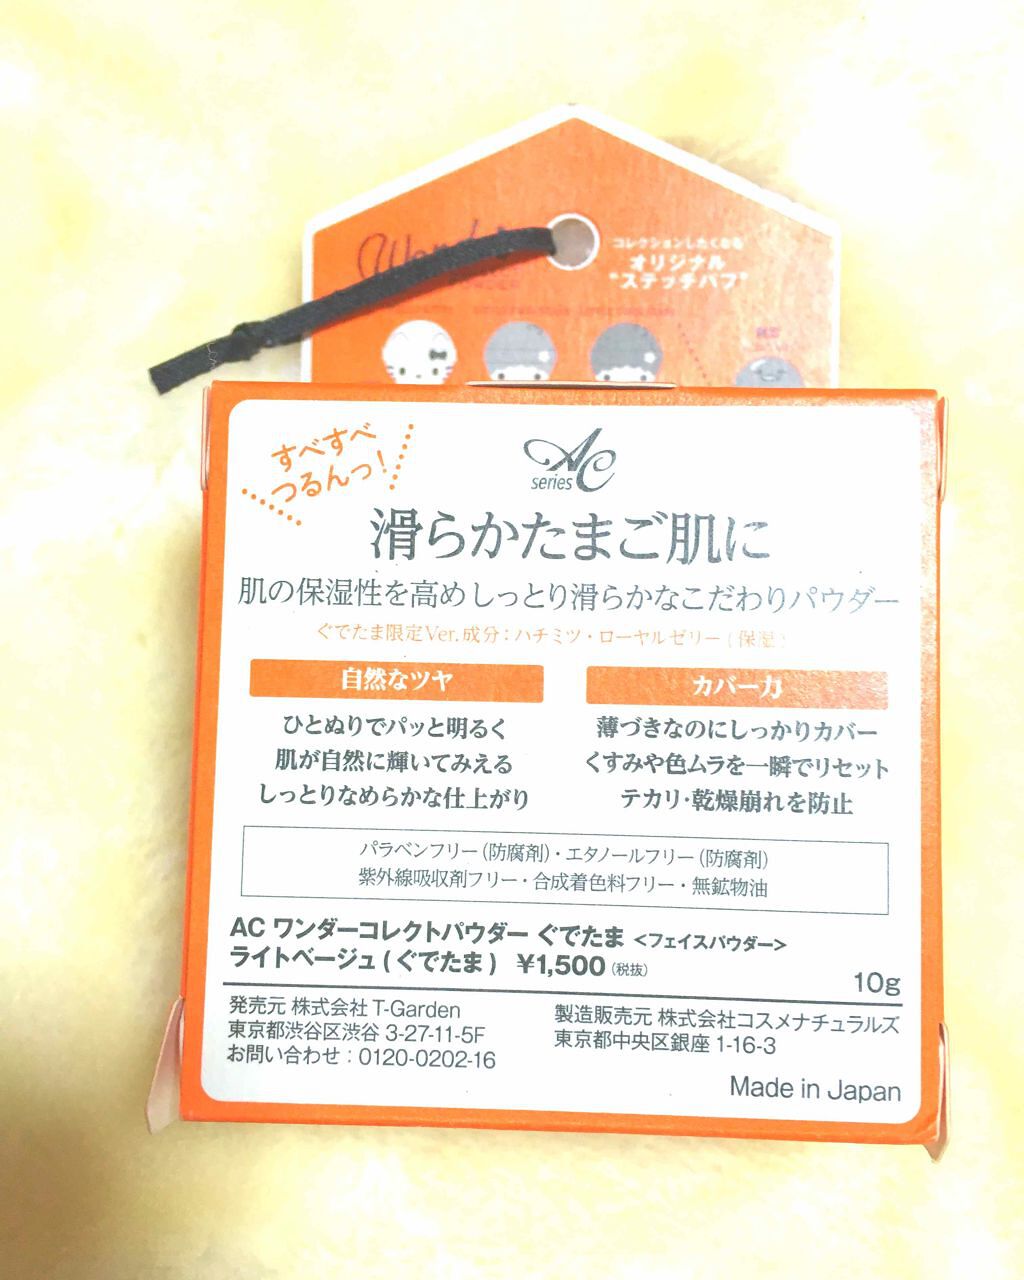 コレクションしたくなる
オリジナル
"ステッチパフ"
すべすべ
つるんっ！
AC
series
滑らかたまご肌に
肌の保湿性を高めしっとり滑らかなこだわりパウダー
ぐでたま限定Ver.成分：ハチミツ・ローヤルゼリー（保湿）
自然なツヤ
ひとぬりでパッと明るく
肌が自然に輝いてみえる
しっとりなめらかな仕上がり
カバー力
薄づきなのにしっかりカバー
くすみや色ムラを一瞬でリセット
テカリ・乾燥崩れを防止
パラベンフリー（防腐剤）・エタノールフリー（防腐剤）
紫外線吸収剤フリー・合成着色料フリー・無鉱物油
AC ワンダーコレクトパウダー ぐでたま <フェイスパウダー>
ライトベージュ（ぐでたま） ¥1,500（税抜）
10g
発売元 株式会社 T-Garden
東京都渋谷区渋谷 3-27-11-5F
お問い合わせ：0120-0202-16
製造販売元 株式会社コスメナチュラルズ
東京都中央区銀座 1-16-3
Made in Japan